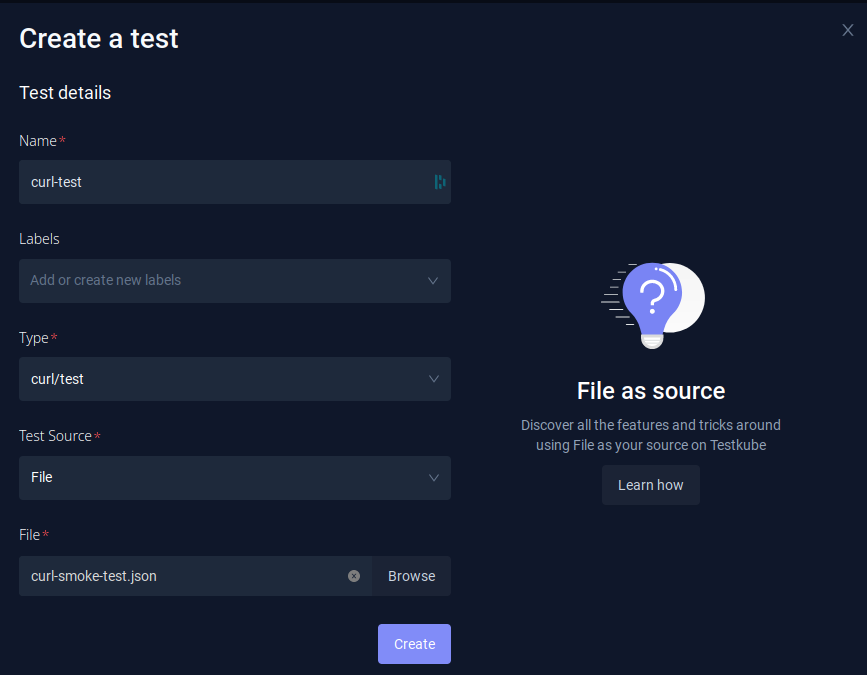 Create a test
Test details
Name*
curl-test
Labels
Add or create new labels
Type*
curl/test
Test Source*
File
File*
curl-smoke-test.json
Browse
Create
File as source
Discover all the features and tricks around
using File as your source on Testkube
Learn how